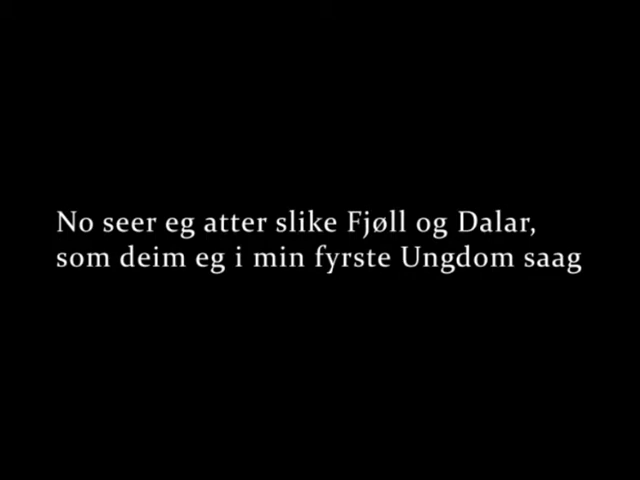 No seer eg atter slike Fjøll og Dalar,
som deim eg i min fyrste Ungdom saag